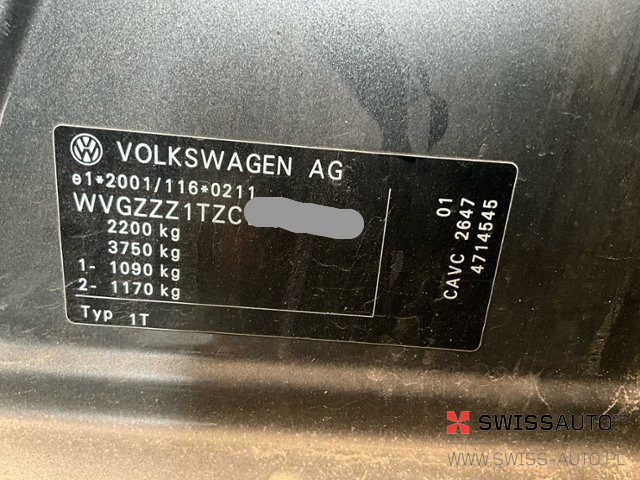 VOLKSWAGEN AG
e1*2001/116*0211
WVGZZZ1TZC
2200 kg
3750 kg
1- 1090 kg
2- 1170 kg
Typ 1T
01
CAVC 2647
4714545
SWISSAUTO
WWW.SWISS-AUTO.PL